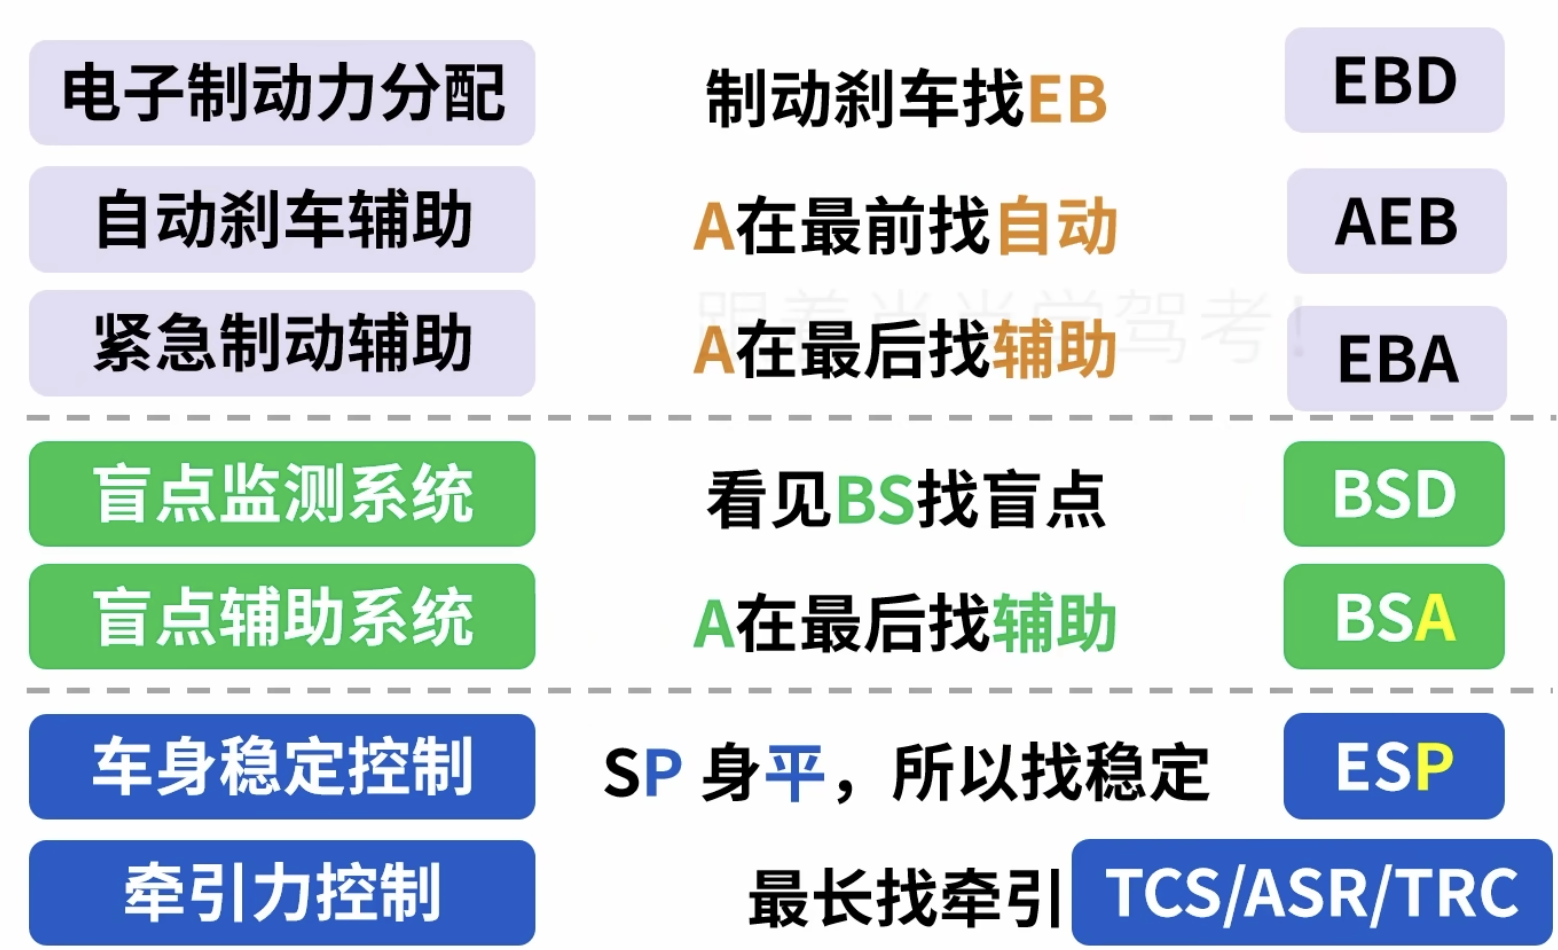 电子制动力分配 制动刹车找EB EBD
自动刹车辅助 A在最前找自动 AEB
跟着肖肖学驾考!
紧急制动辅助 A在最后找辅助 EBA
盲点监测系统 看见BS找盲点 BSD
盲点辅助系统 A在最后找辅助 BSA
车身稳定控制 SP 身平，所以找稳定 ESP
牵引力控制 最长找牵引 TCS/ASR/TRC